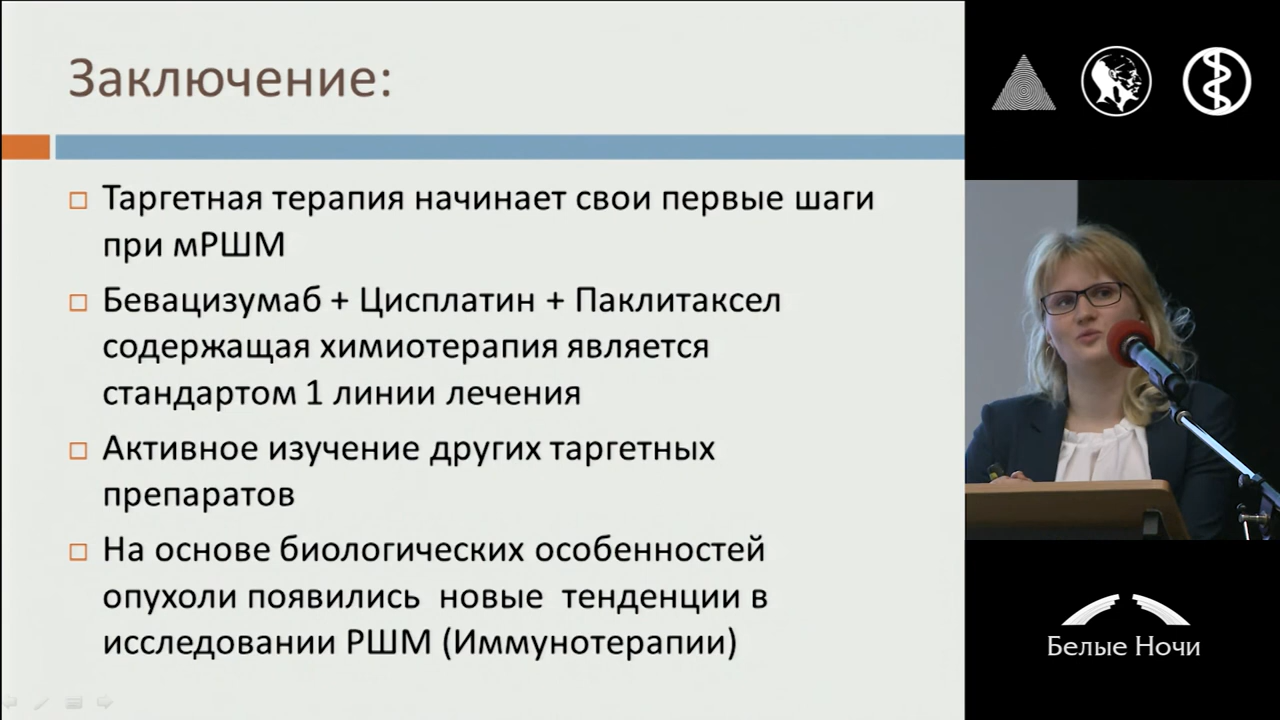 Заключение:
Таргетная терапия начинает свои первые шаги
при мРШМ
Бевацизумаб + Цисплатин + Паклитаксел
содержащая химиотерапия является
стандартом 1 линии лечения
Активное изучение других таргетных
препаратов
На основе биологических особенностей
опухоли появились новые тенденции в
исследовании РШМ (Иммунотерапии)
Белые Ночи